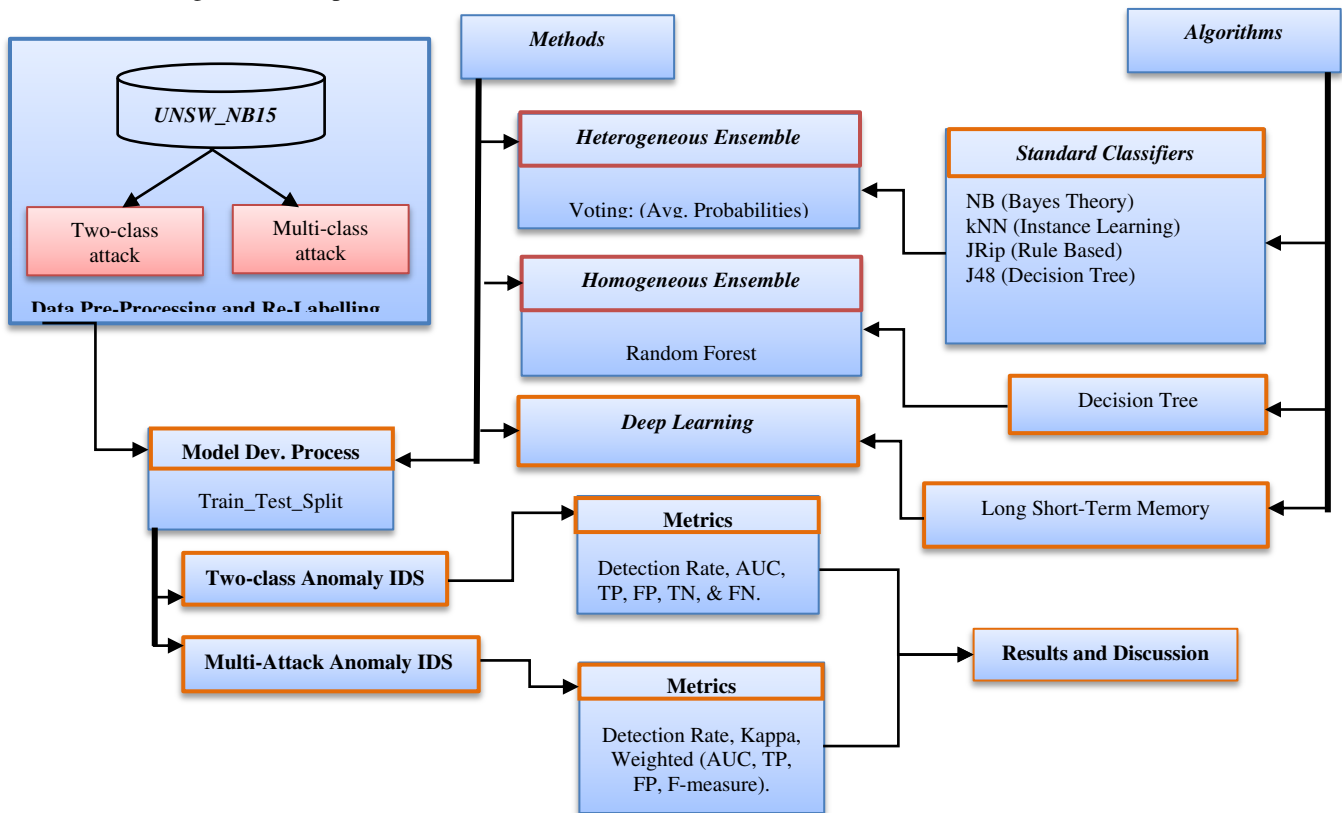 Methods
Algorithms
UNSW_NB15
Two-class
attack
Multi-class
attack
Data Pre-Processing and Re-Labelling
Heterogeneous Ensemble
Voting: (Avg. Probabilities)
Homogeneous Ensemble
Random Forest
Deep Learning
Standard Classifiers
NB (Bayes Theory)
kNN (Instance Learning)
JRip (Rule Based)
J48 (Decision Tree)
Decision Tree
Long Short-Term Memory
Model Dev. Process
Train_Test_Split
Two-class Anomaly IDS
Multi-Attack Anomaly IDS
Metrics
Detection Rate, AUC,
TP, FP, TN, & FN.
Metrics
Detection Rate, Kappa,
Weighted (AUC, TP,
FP, F-measure).
Results and Discussion